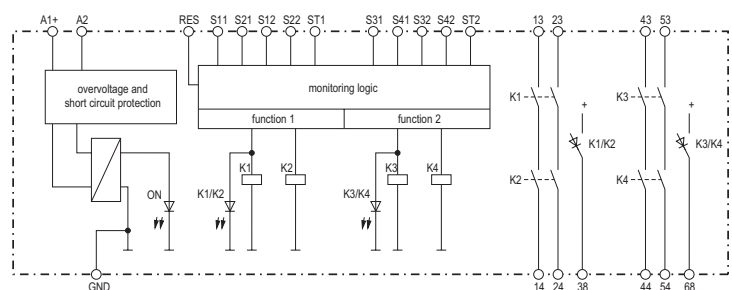 A1+ A2 RES S11 S21 S12 S22 ST1 S31 S41 S32 S42 ST2 13 23 43 53
overvoltage and
short circuit protection
monitoring logic
function 1 function 2
K1 K3
+ +
K1/K2 K3/K4
K1 K2 K3 K4
ON K1/K2 K3/K4
K2 K4
GND 14 24 38 44 54 68